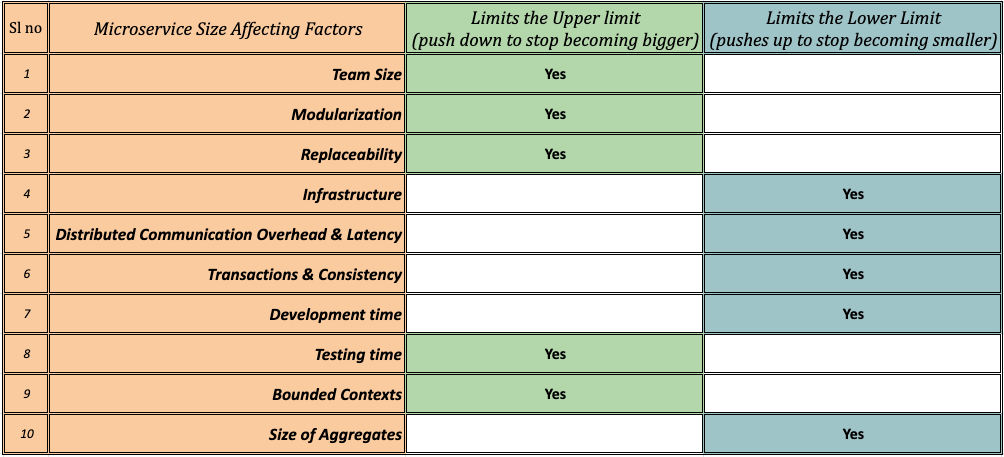 Sl no Microservice Size Affecting Factors Limits the Upper limit Limits the Lower Limit
(push down to stop becoming bigger) (pushes up to stop becoming smaller)
1 Team Size Yes
2 Modularization Yes
3 Replaceability Yes
4 Infrastructure Yes
5 Distributed Communication Overhead & Latency Yes
6 Transactions & Consistency Yes
7 Development time Yes
8 Testing time Yes
9 Bounded Contexts Yes
10 Size of Aggregates Yes